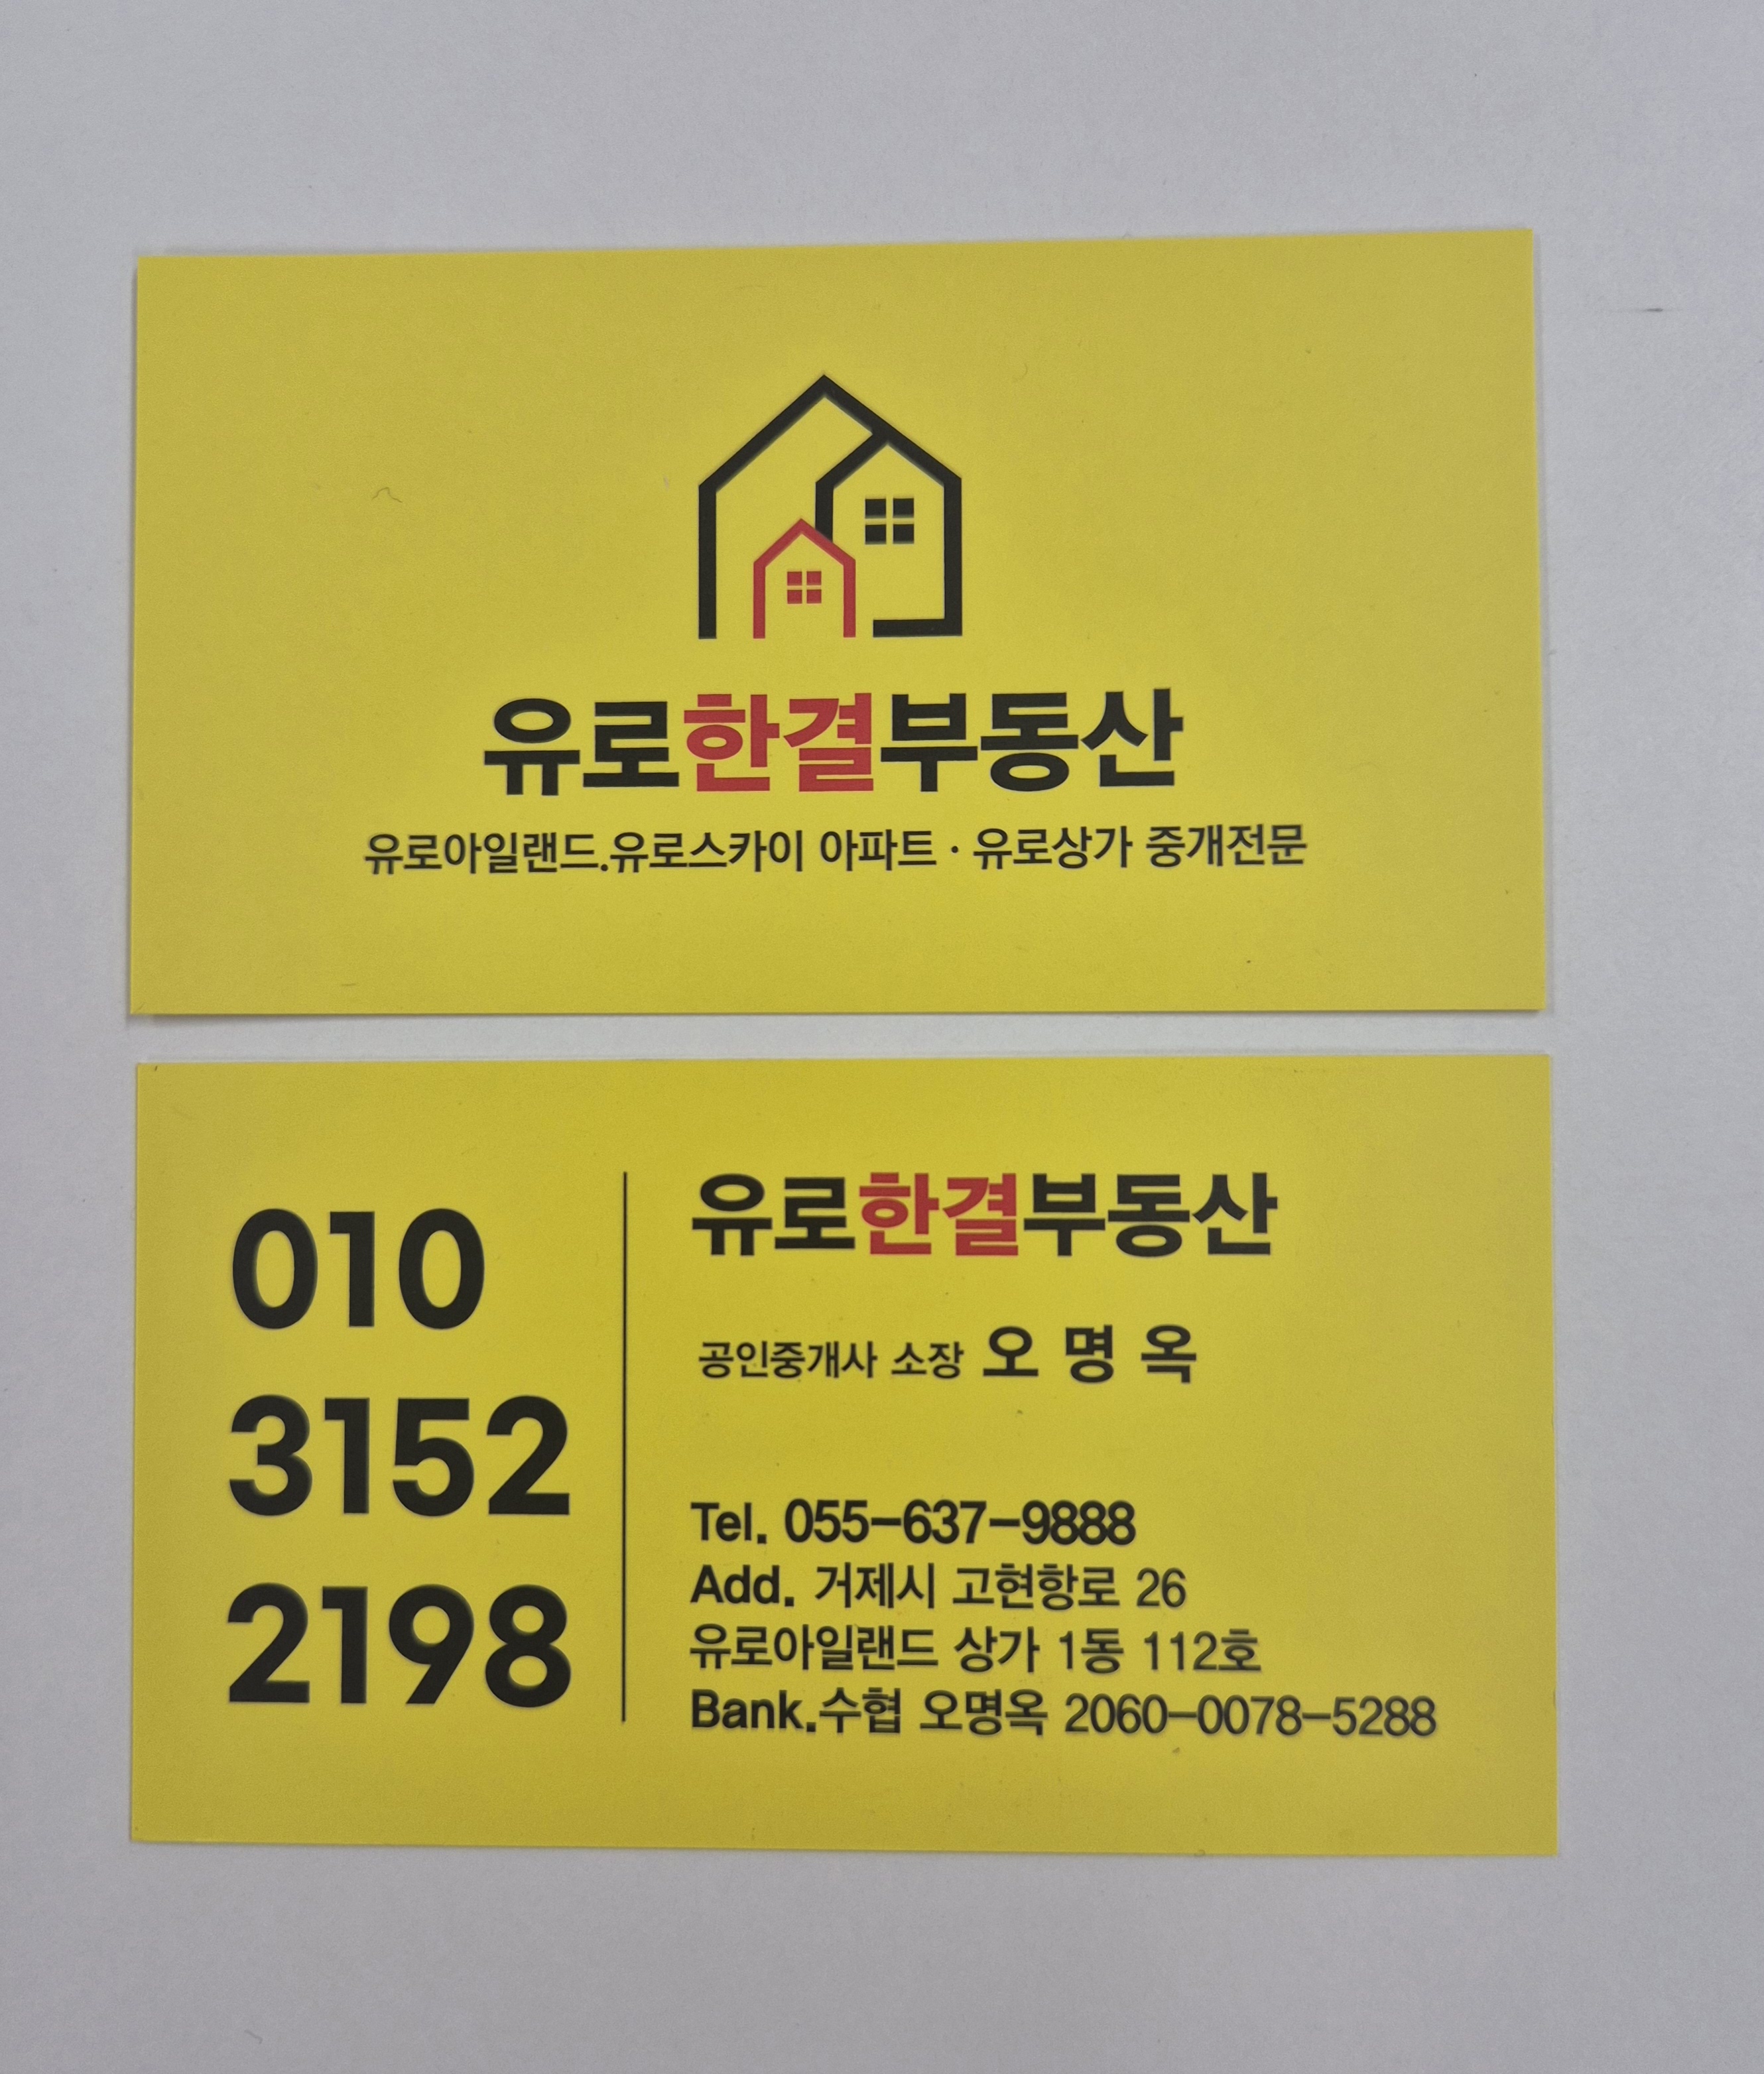 유로한결부동산
유로아일랜드.유로스카이 아파트 · 유로상가 중개전문
010
3152
2198
유로한결부동산
공인중개사 소장 오 명 옥
Tel. 055-637-9888
Add. 거제시 고현항로 26
유로아일랜드 상가 1동 112호
Bank.수협 오명옥 2060-0078-5288